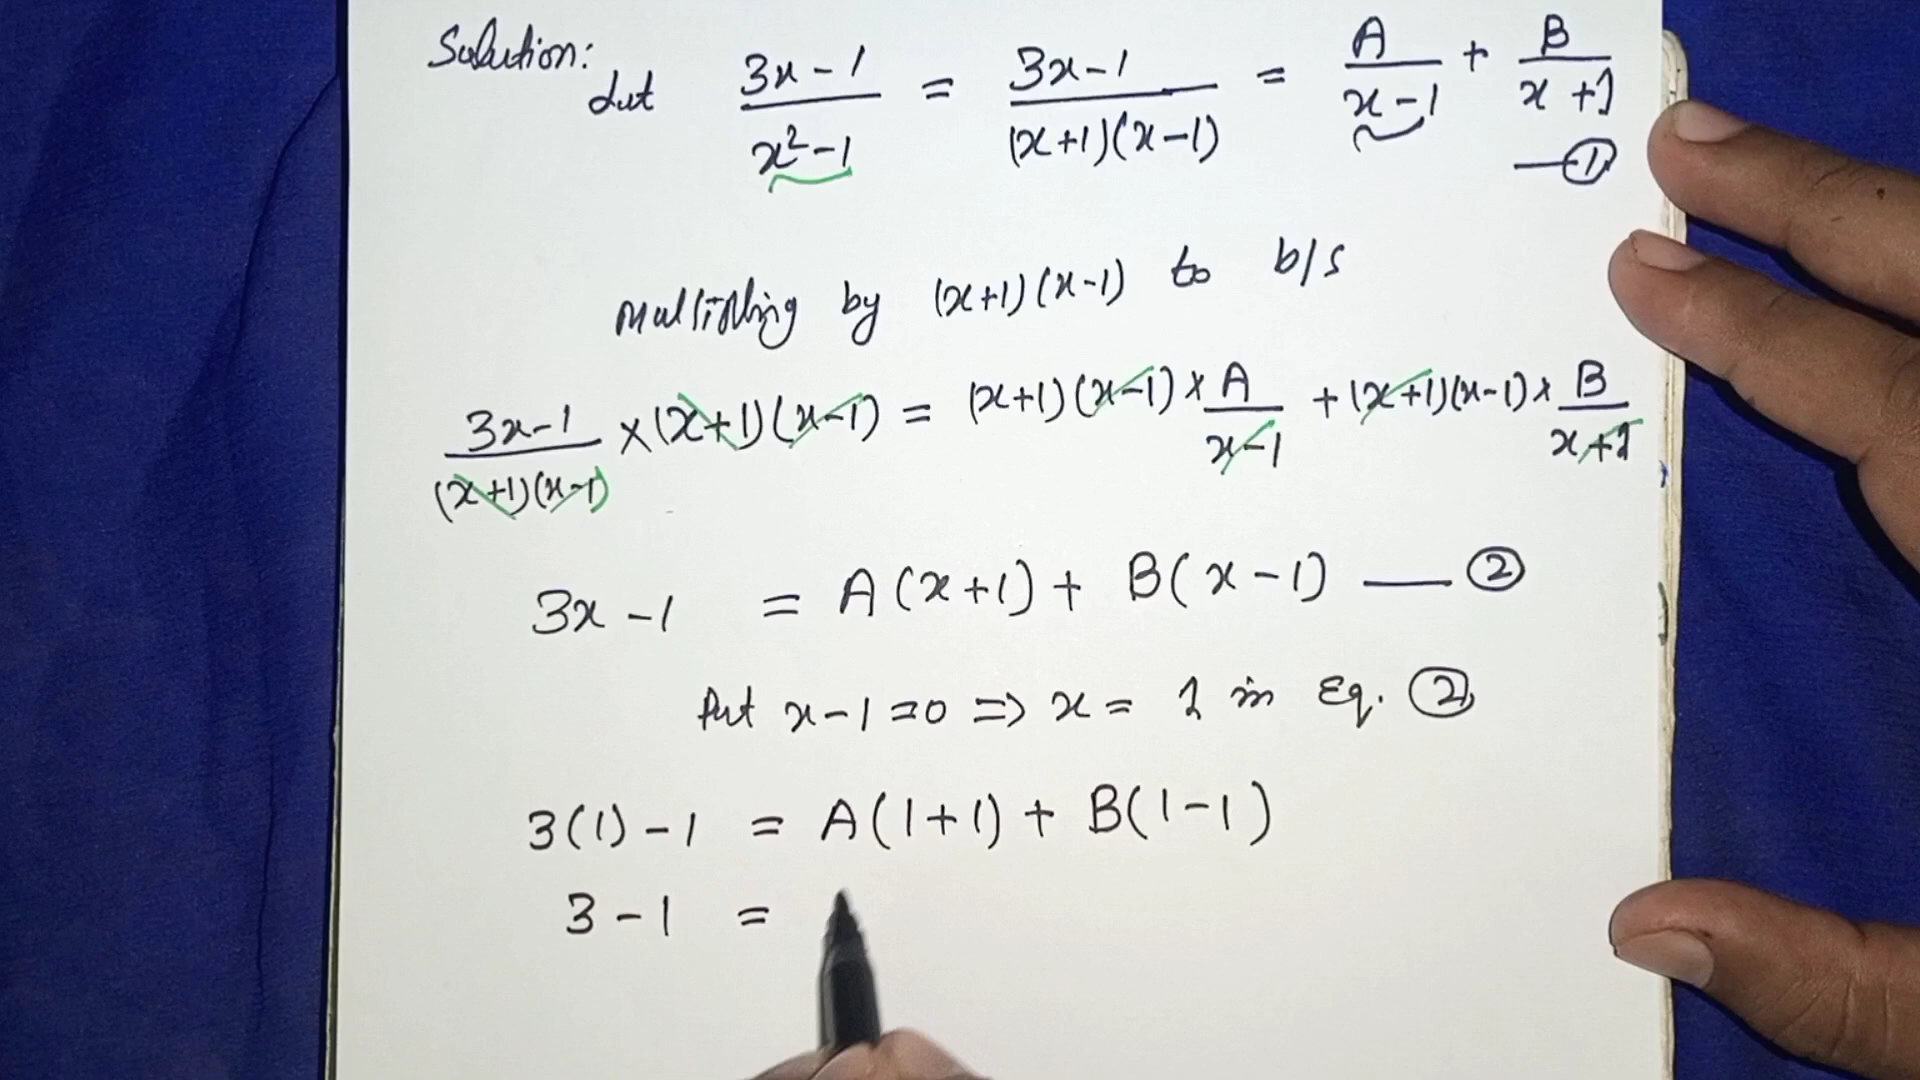 Solution:
Let (3x-1)/(x²-1) = (3x-1)/((x+1)(x-1)) = A/(x-1) + B/(x+1) —①
by (x+1)(x-1) to b/s
(3x-1)/((x+1)(x-1)) × (x+1)(x-1) = (x+1)(x-1) × A/(x-1) + (x+1)(x-1) × B/(x+1)
3x-1 = A(x+1) + B(x-1) — ②
Put x-1=0 ⇒ x = 1 in Eq. ②
3(1)-1 = A(1+1) + B(1-1)
3-1 =